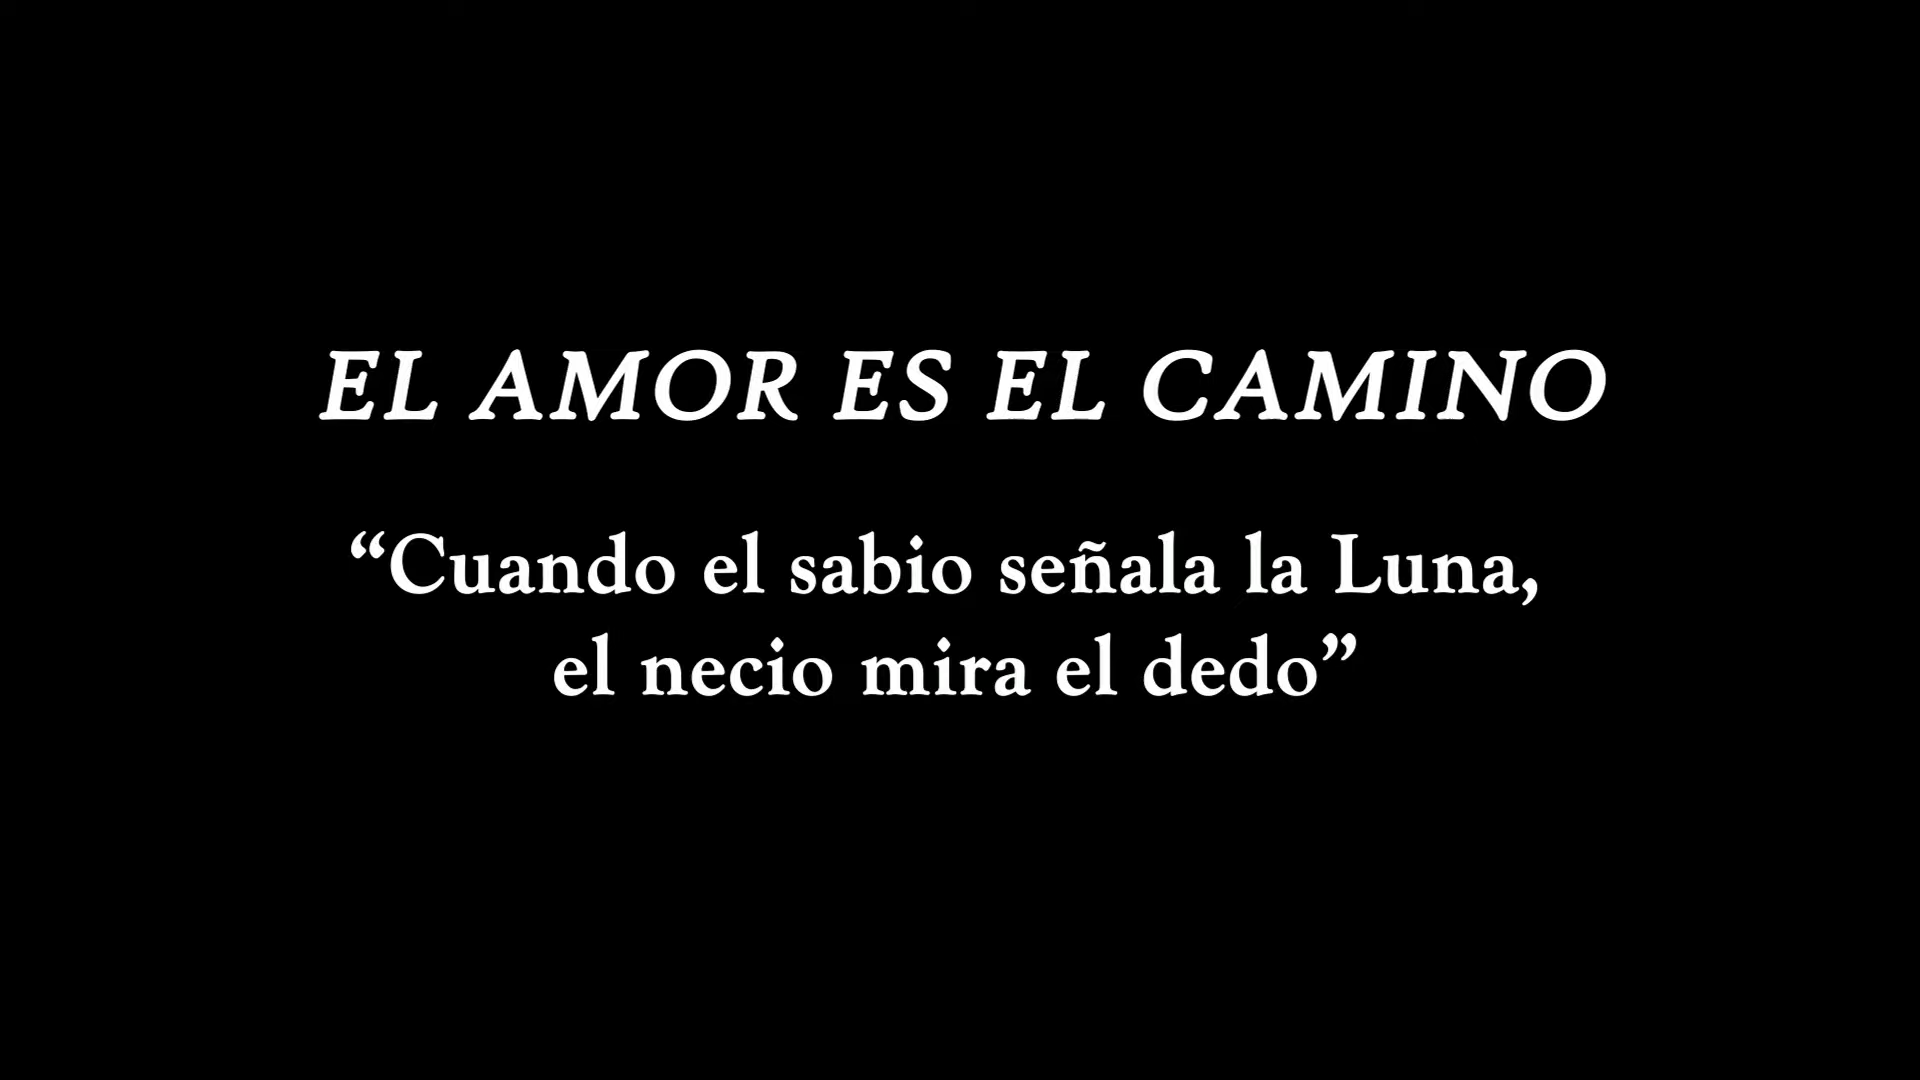 EL AMOR ES EL CAMINO
“Cuando el sabio señala la Luna,
el necio mira el dedo”